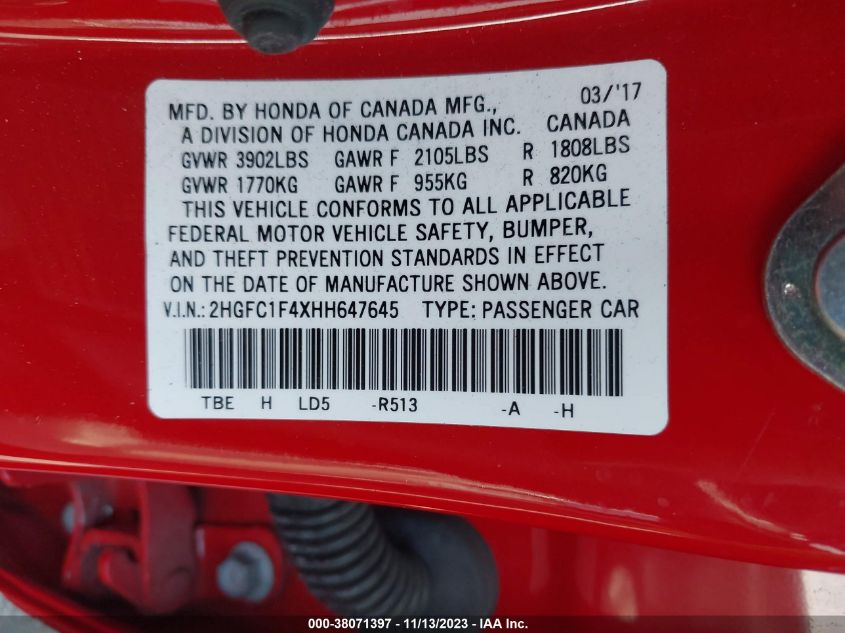 MFD. BY HONDA OF CANADA MFG., 03/'17
A DIVISION OF HONDA CANADA INC. CANADA
GVWR 3902LBS GAWR F 2105LBS R 1808LBS
GVWR 1770KG GAWR F 955KG R 820KG
THIS VEHICLE CONFORMS TO ALL APPLICABLE
FEDERAL MOTOR VEHICLE SAFETY, BUMPER,
AND THEFT PREVENTION STANDARDS IN EFFECT
ON THE DATE OF MANUFACTURE SHOWN ABOVE.
V.I.N.: 2HGFC1F4XHH647645 TYPE: PASSENGER CAR
TBE H LD5 -R513 -A -H
000-38071397 - 11/13/2023 - IAA Inc.